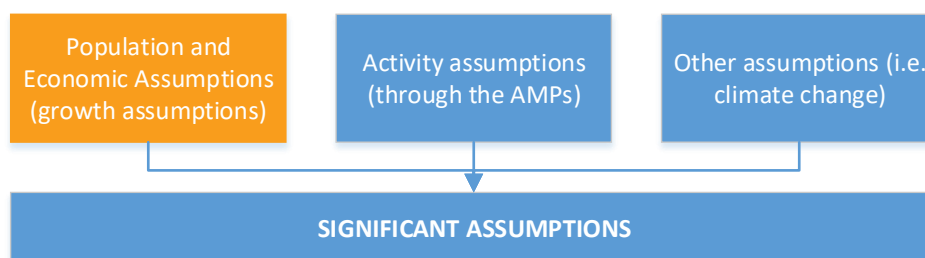 Population and
Economic Assumptions
(growth assumptions)
Activity assumptions
(through the AMPs)
Other assumptions (i.e.
climate change)
SIGNIFICANT ASSUMPTIONS